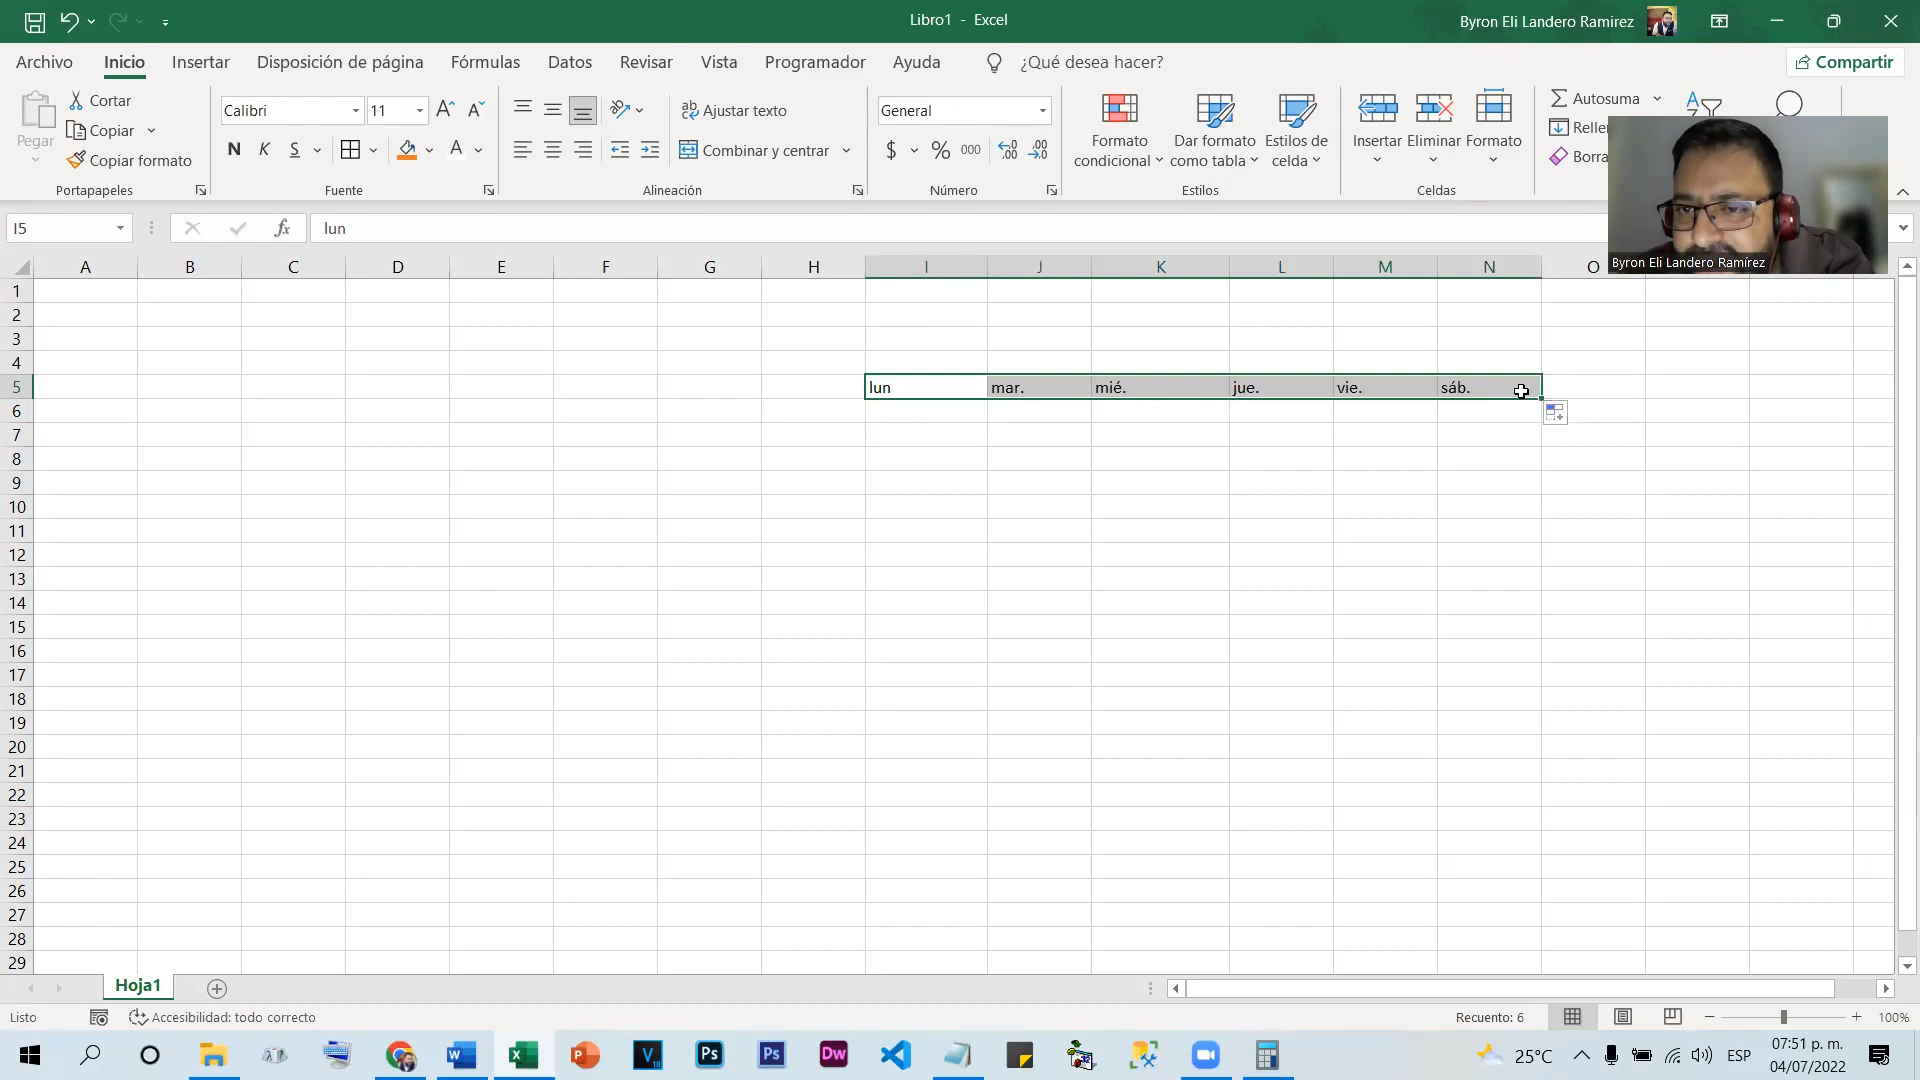 Libro1 - Excel
Byron Eli Landero Ramirez
Archivo Inicio Insertar Disposición de página Fórmulas Datos Revisar Vista Programador Ayuda ¿Qué desea hacer? Compartir
Pegar
Cortar
Copiar
Copiar formato
Portapapeles
Calibri 11
N K S
A
Fuente
Ajustar texto
Combinar y centrar
Alineación
General
$ % 000
Número
Formato condicional
Dar formato como tabla
Estilos de celda
Estilos
Insertar Eliminar Formato
Celdas
Autosuma
Relle
Borra
I5 fx lun
Byron Eli Landero Ramírez
A B C D E F G H I J K L M N O
1
2
3
4
5 lun mar. mié. jue. vie. sáb.
6
7
8
9
10
11
12
13
14
15
16
17
18
19
20
21
22
23
24
25
26
27
28
29
Hoja1
Listo Accesibilidad: todo correcto Recuento: 6 100%
25°C ESP 07:51 p. m.
04/07/2022